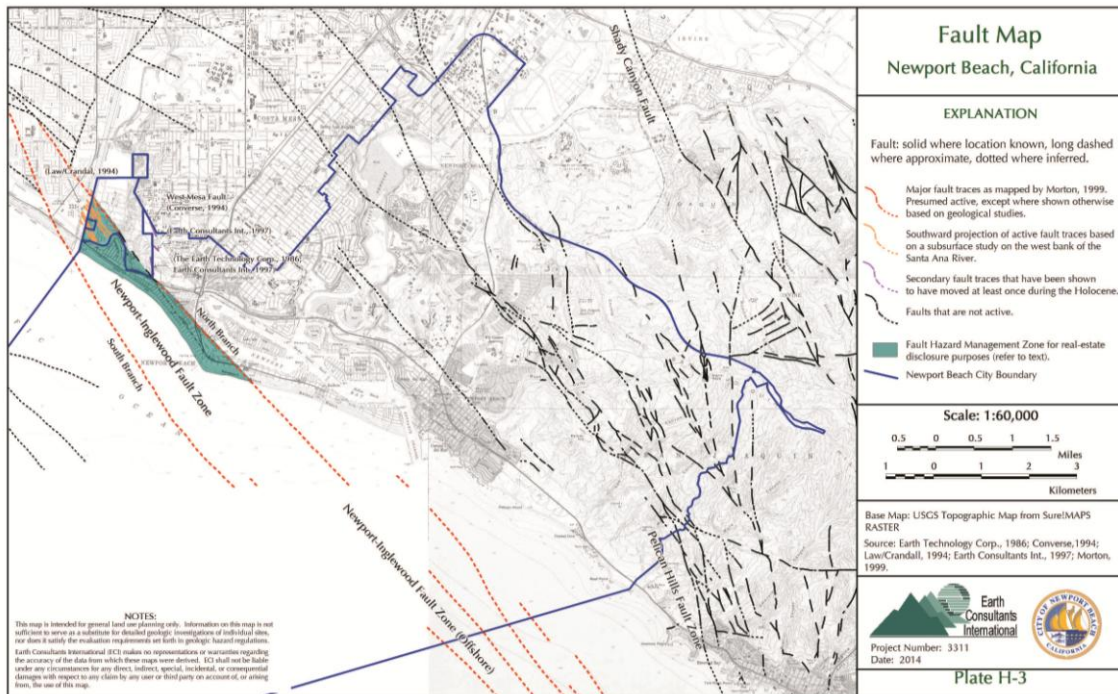 Fault Map
Newport Beach, California
EXPLANATION
Fault: solid where location known, long dashed
where approximate, dotted where inferred.
Major fault traces as mapped by Morton, 1999.
Presumed active, except where shown otherwise
based on geological studies.
Southward projection of active fault traces based
on a subsurface study on the west bank of the
Santa Ana River.
Secondary fault traces that have been shown
to have moved at least once during the Holocene.
Faults that are not active.
Fault Hazard Management Zone for real-estate
disclosure purposes (refer to text).
Newport Beach City Boundary
Scale: 1:60,000
0.5 0 0.5 1 1.5
Miles
1 0 1 2 3
Kilometers
Base Map: USGS Topographic Map from Sure!MAPS
RASTER
Source: Earth Technology Corp., 1986; Converse,1994;
Law/Crandall, 1994; Earth Consultants Int., 1997; Morton,
1999.
Earth
Consultants
International
CITY OF NEWPORT BEACH
CALIFORNIA
Project Number: 3311
Date: 2014
Plate H-3
Shady Canyon Fault
IRVINE
COSTA MESA
(Law/Crandal, 1994)
West Mesa Fault
(Converse, 1994)
(Earth Consultants Int., 1997)
(The Earth Technology Corp., 1986;
Earth Consultants Int., 1997)
Newport-Inglewood Fault Zone
North Branch
South Branch
NEWPORT BEACH
OCEAN
Newport-Inglewood Fault Zone (Offshore)
Pelican Hills Fault Zone
NOTES:
This map is intended for general land use planning only. Information on this map is not
sufficient to serve as a substitute for detailed geologic investigations of individual sites,
nor does it satisfy the evaluation requirements set forth in geologic hazard regulations.
Earth Consultants International (ECI) makes no representations or warranties regarding
the accuracy of the data from which these maps were derived. ECI shall not be liable
under any circumstances for any direct, indirect, special, incidental, or consequential
damages with respect to any claim by any user or third party on account of, or arising
from, the use of this map.